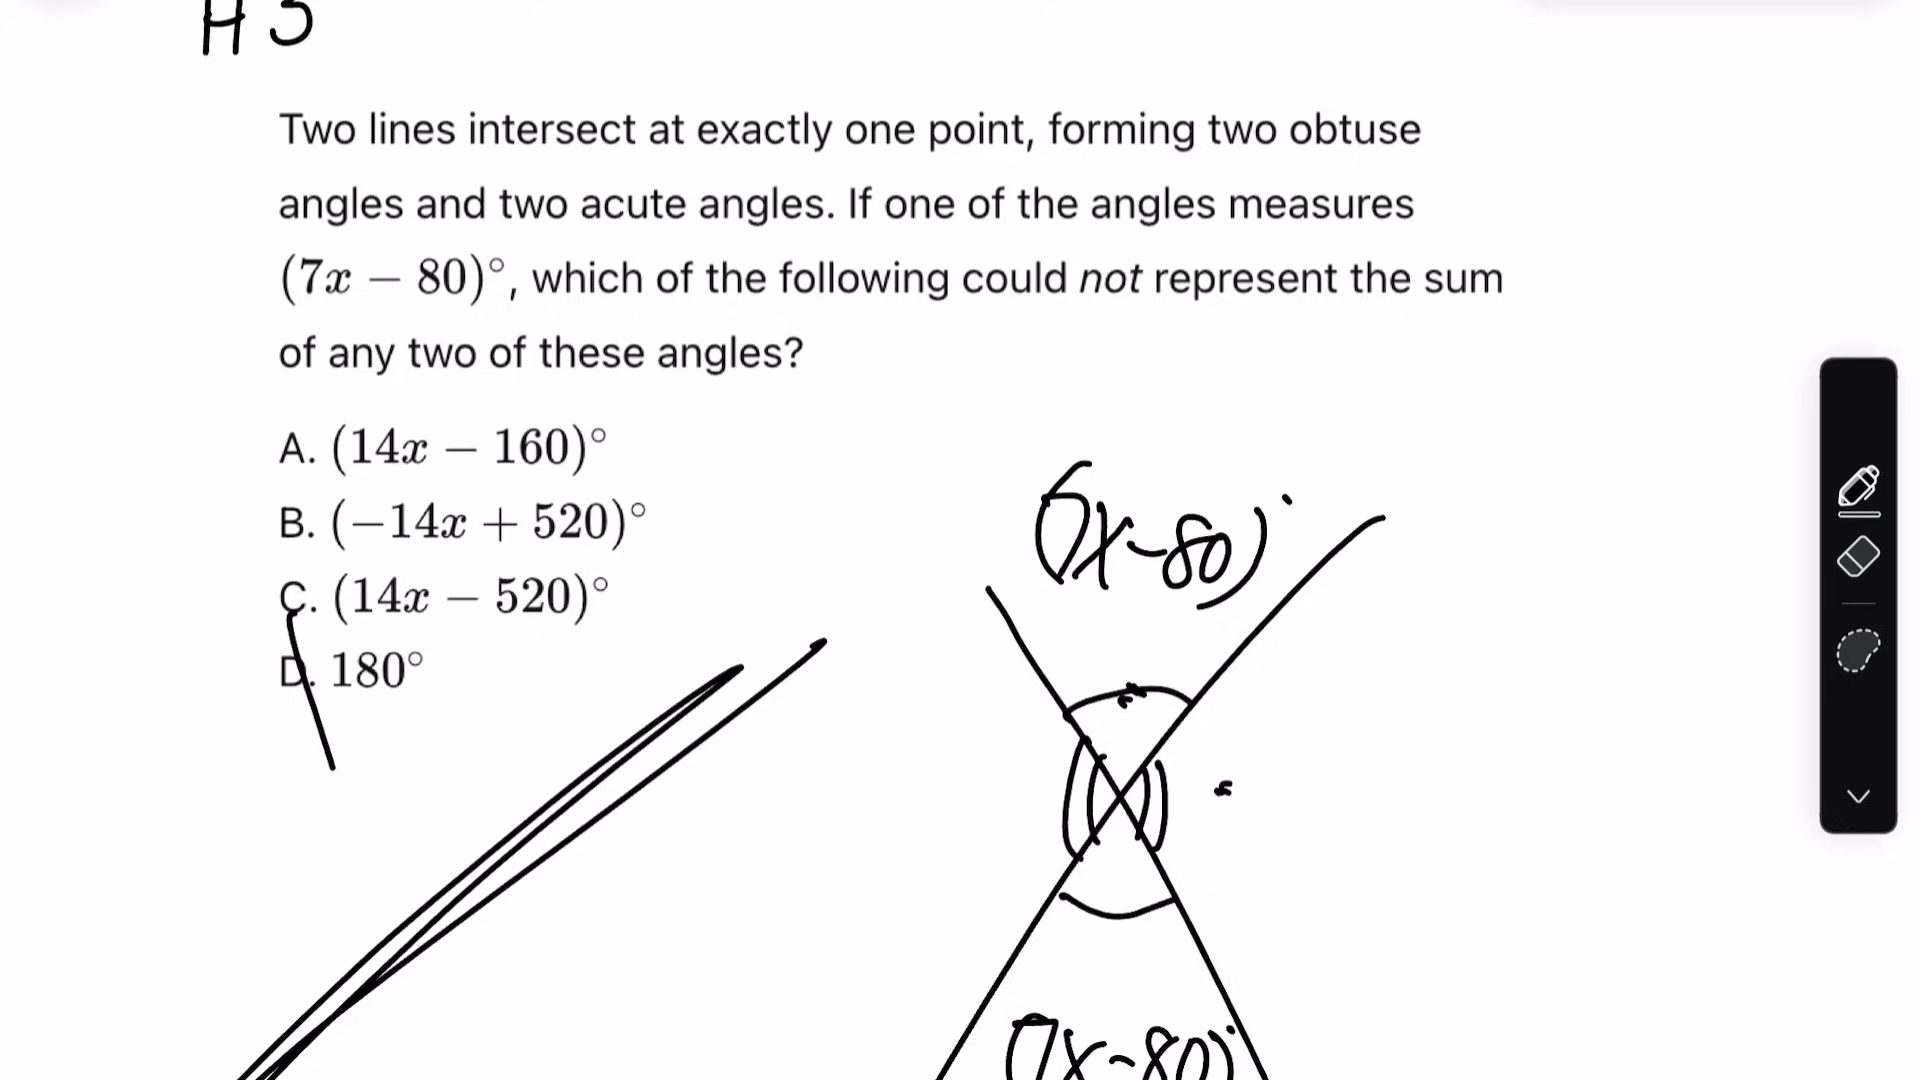 H 3
Two lines intersect at exactly one point, forming two obtuse
angles and two acute angles. If one of the angles measures
(7x − 80)°, which of the following could not represent the sum
of any two of these angles?
A. (14x − 160)°
B. (−14x + 520)°
C. (14x − 520)°
D. 180°
(7x-80)°
(7x-80)°